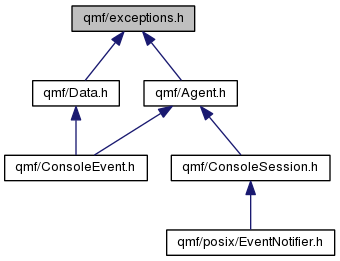 qmf/exceptions.h
qmf/Data.h
qmf/Agent.h
qmf/ConsoleEvent.h
qmf/ConsoleSession.h
qmf/posix/EventNotifier.h